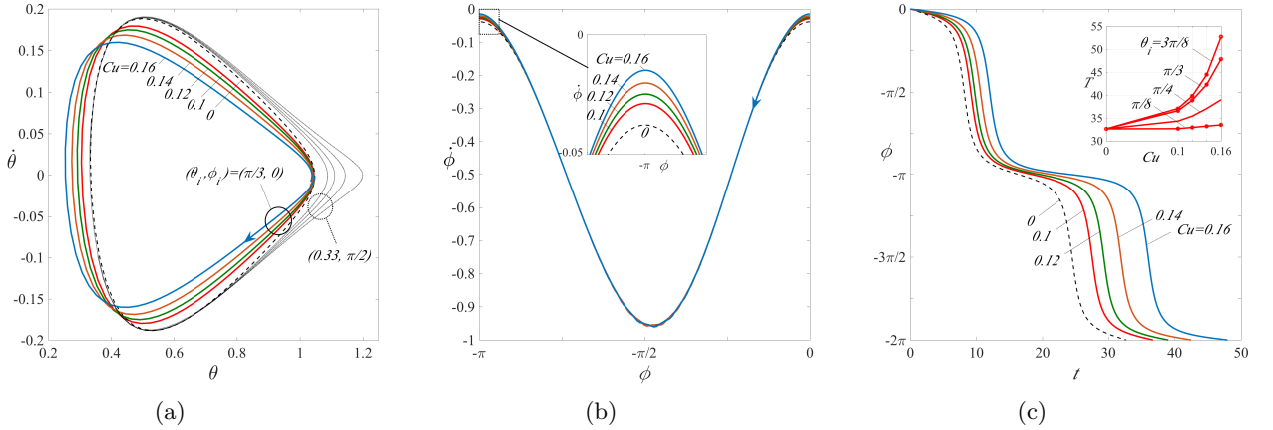 0.2
0.15
0.1
0.05
0
-0.05
-0.1
-0.15
-0.2
θ̇
0.2 0.4 0.6 0.8 1 1.2
θ
Cu=0.16
0.14
0.12
0.1
0
(θi,ϕi)=(π/3, 0)
(0.33, π/2)
(a)
0
-0.1
-0.2
-0.3
-0.4
-0.5
-0.6
-0.7
-0.8
-0.9
-1
ϕ̇
-π -π/2 0
ϕ
0
Cu=0.16
0.14
0.12
0.1
0
ϕ̇
-0.05
-π ϕ
(b)
0
-π/2
-π
-3π/2
-2π
ϕ
0 10 20 30 40 50
t
0
0.1
0.12
0.14
Cu=0.16
55
50
45
40
35
30
T
θi=3π/8
π/3
π/4
π/8
0 0.1 0.16
Cu
(c)